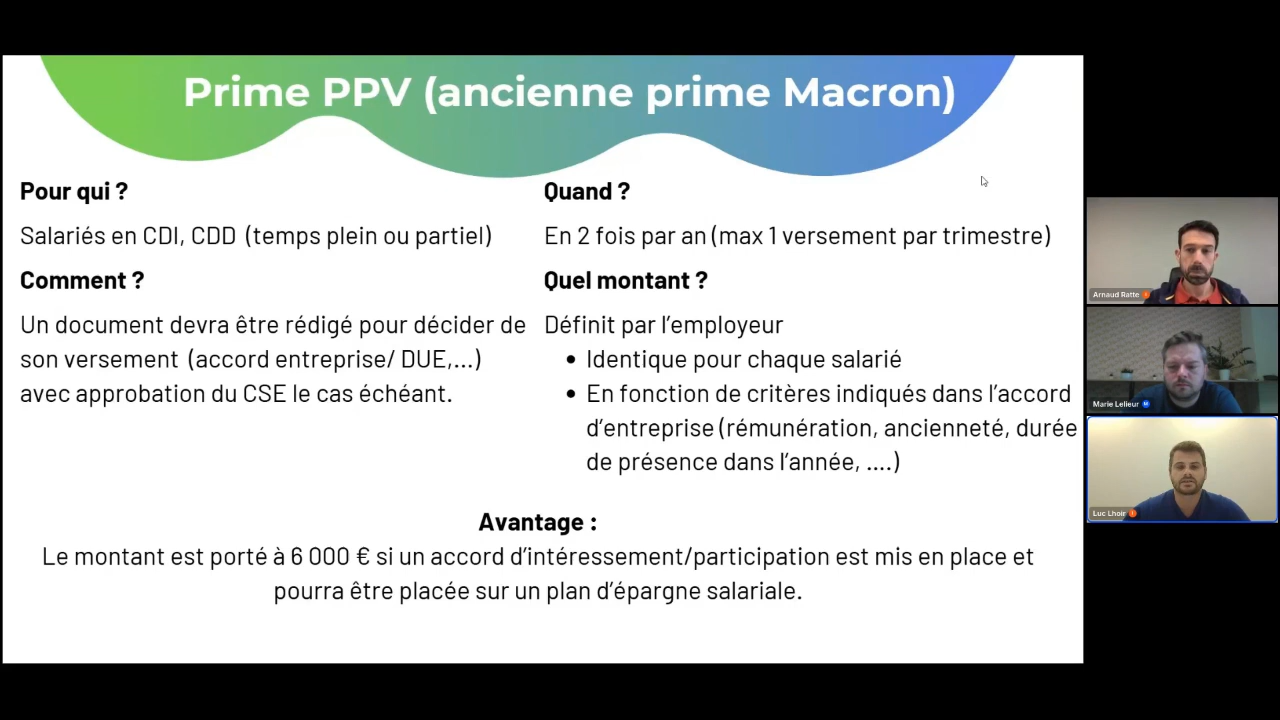 Prime PPV (ancienne prime Macron)
Pour qui ?
Salariés en CDI, CDD (temps plein ou partiel)
Comment ?
Un document devra être rédigé pour décider de
son versement (accord entreprise/ DUE,...)
avec approbation du CSE le cas échéant.
Quand ?
En 2 fois par an (max 1 versement par trimestre)
Quel montant ?
Définit par l'employeur
• Identique pour chaque salarié
• En fonction de critères indiqués dans l'accord
d'entreprise (rémunération, ancienneté, durée
de présence dans l'année, ....)
Avantage :
Le montant est porté à 6 000 € si un accord d'intéressement/participation est mis en place et
pourra être placée sur un plan d'épargne salariale.
Arnaud Ratte
Marie Lelieur
Luc Lhoir